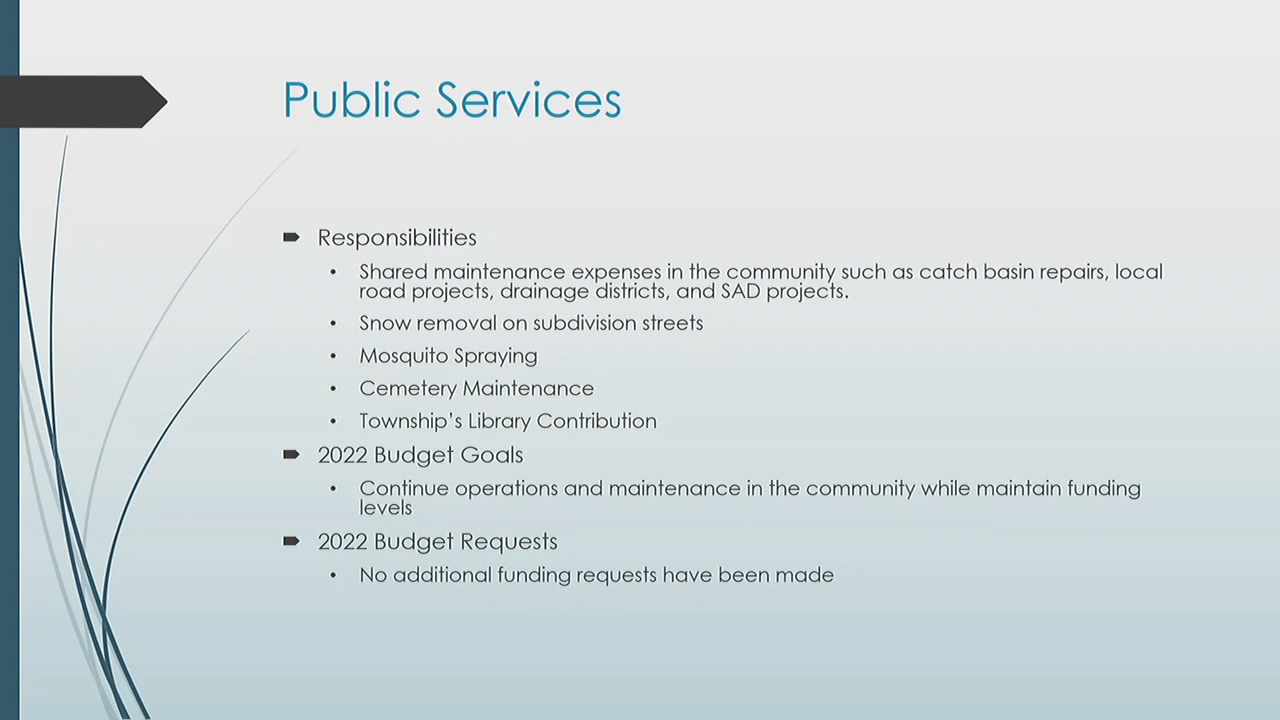 Public Services
Responsibilities
• Shared maintenance expenses in the community such as catch basin repairs, local
road projects, drainage districts, and SAD projects.
• Snow removal on subdivision streets
• Mosquito Spraying
• Cemetery Maintenance
• Township's Library Contribution
2022 Budget Goals
• Continue operations and maintenance in the community while maintain funding
levels
2022 Budget Requests
• No additional funding requests have been made